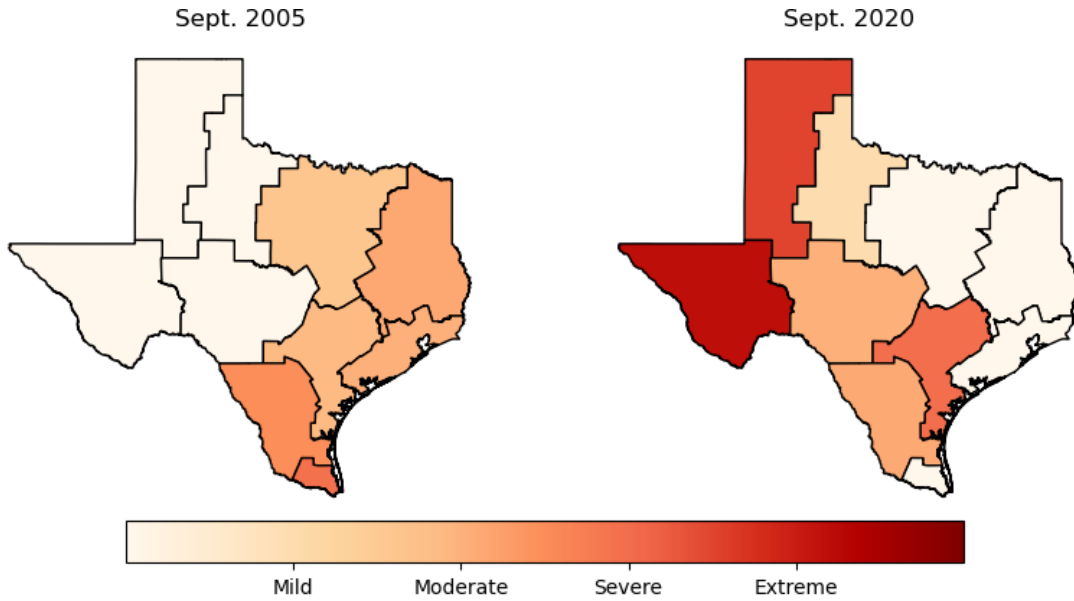 Sept. 2005
Sept. 2020
Mild
Moderate
Severe
Extreme